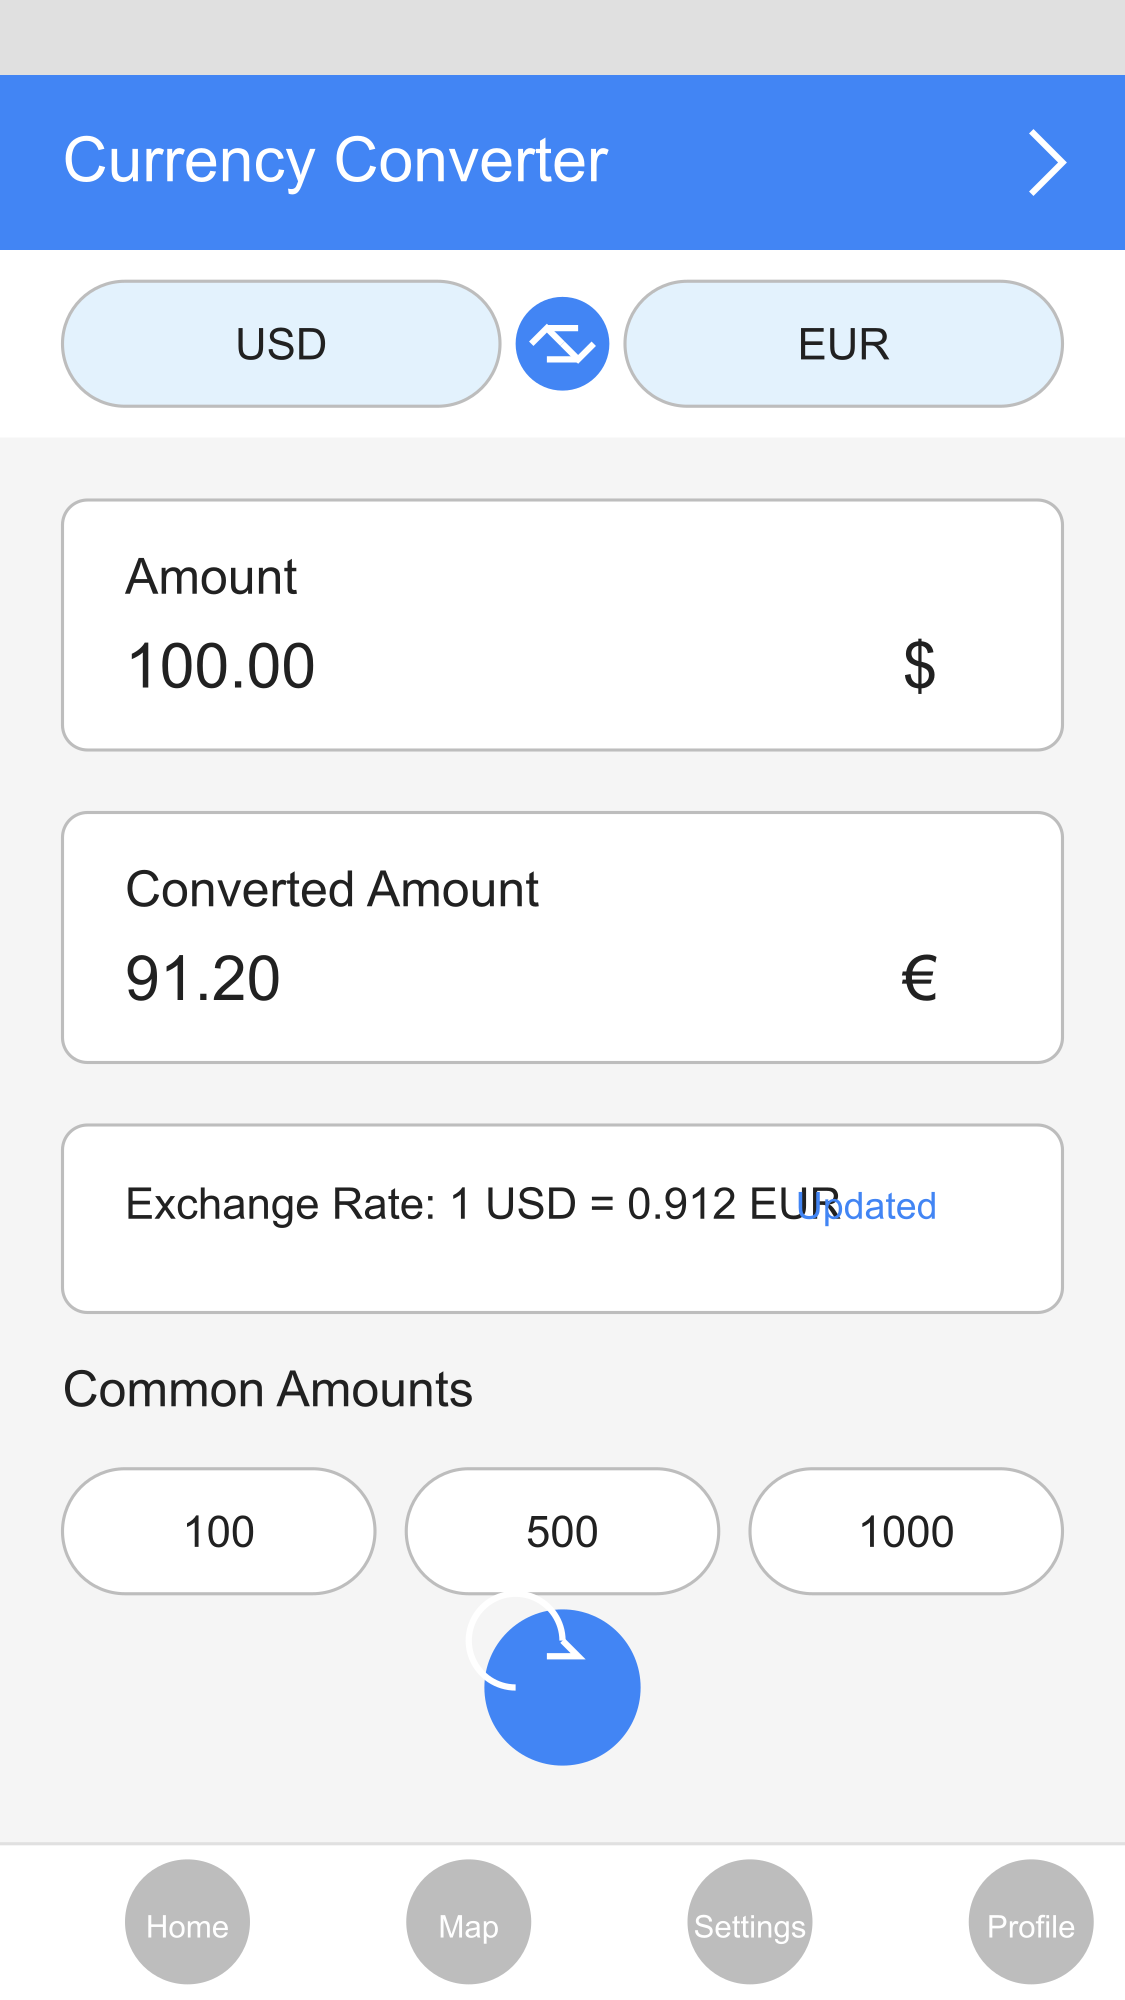 Currency Converter
USD
EUR
Amount
100.00
$
Converted Amount
91.20
€
Exchange Rate: 1 USD = 0.912 EUR
Updated
Common Amounts
100
500
1000
Home
Map
Settings
Profile